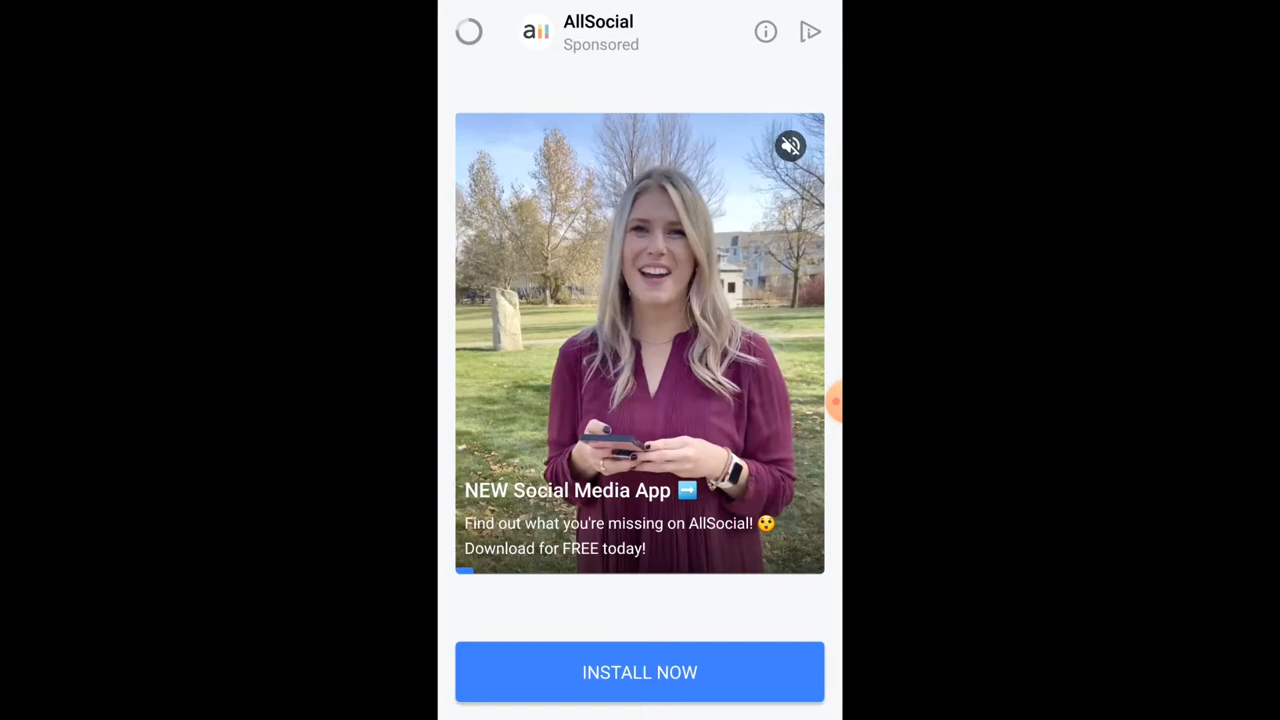 all
AllSocial
Sponsored
NEW Social Media App ➡️
Find out what you're missing on AllSocial! 😲
Download for FREE today!
INSTALL NOW